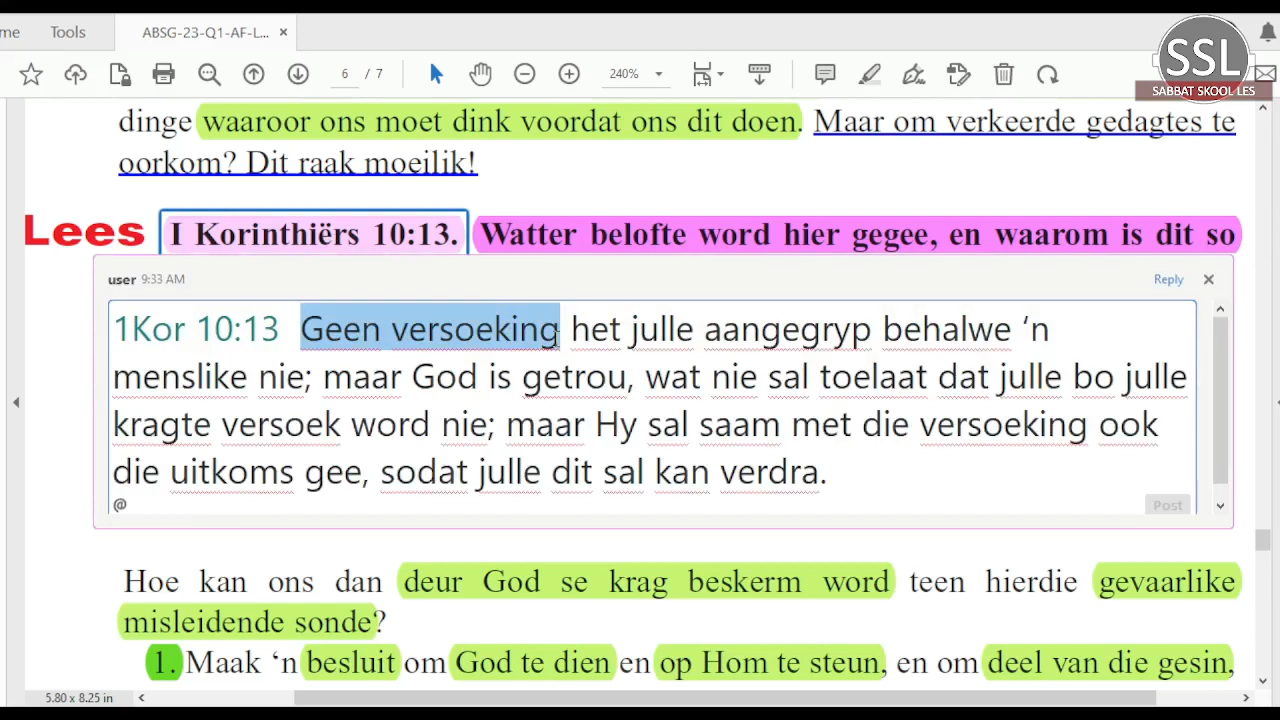 me Tools ABSG-23-Q1-AF-L... ×
SSL
SABBAT SKOOL LES
6 / 7 240%
dinge waaroor ons moet dink voordat ons dit doen. Maar om verkeerde gedagtes te
oorkom? Dit raak moeilik!
Lees I Korinthiërs 10:13. Watter belofte word hier gegee, en waarom is dit so
user 9:33 AM Reply ×
1Kor 10:13 Geen versoeking het julle aangegryp behalwe ‘n
menslike nie; maar God is getrou, wat nie sal toelaat dat julle bo julle
kragte versoek word nie; maar Hy sal saam met die versoeking ook
die uitkoms gee, sodat julle dit sal kan verdra.
@ Post
Hoe kan ons dan deur God se krag beskerm word teen hierdie gevaarlike
misleidende sonde?
1. Maak ‘n besluit om God te dien en op Hom te steun, en om deel van die gesin,
5.80 x 8.25 in